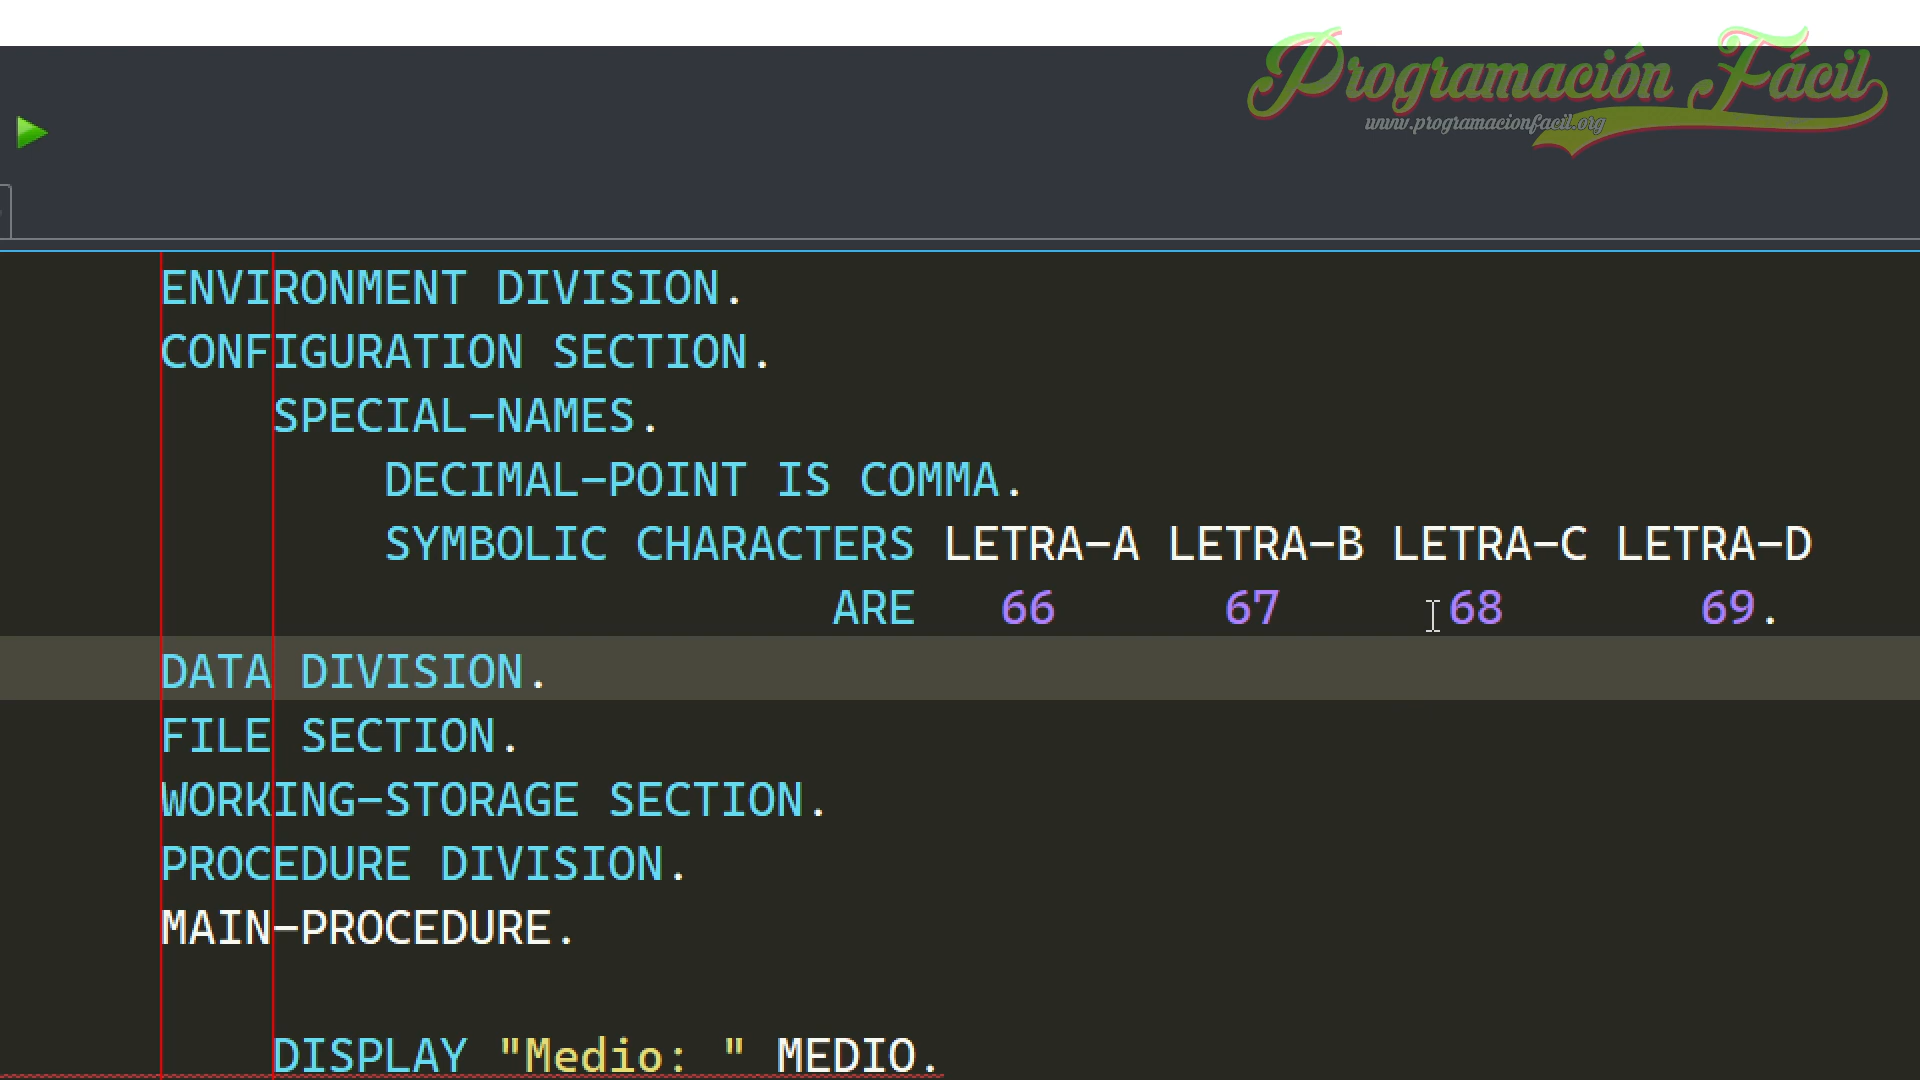 Programación Fácil
www.programacionfacil.org
ENVIRONMENT DIVISION.
CONFIGURATION SECTION.
SPECIAL-NAMES.
DECIMAL-POINT IS COMMA.
SYMBOLIC CHARACTERS LETRA-A LETRA-B LETRA-C LETRA-D
ARE 66 67 68 69.
DATA DIVISION.
FILE SECTION.
WORKING-STORAGE SECTION.
PROCEDURE DIVISION.
MAIN-PROCEDURE.
DISPLAY "Medio: " MEDIO.